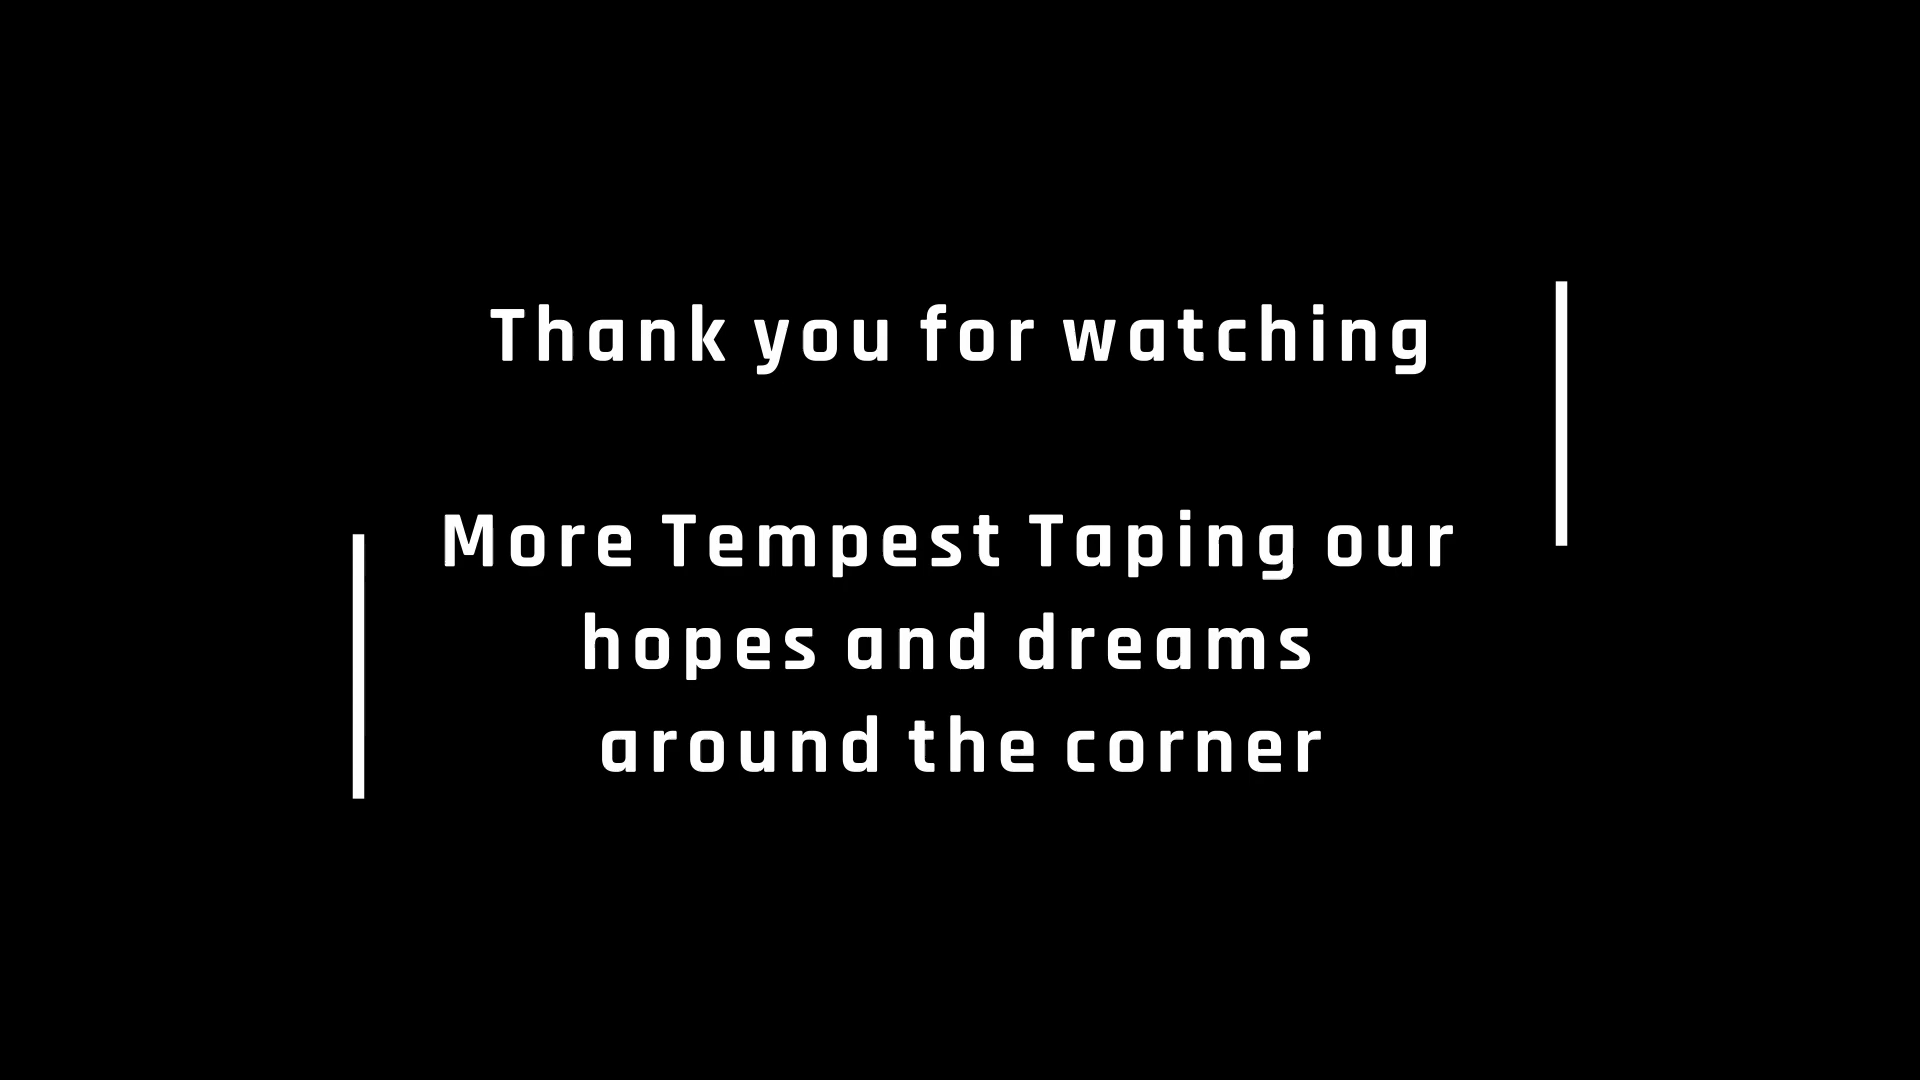 Thank you for watching
More Tempest Taping our
hopes and dreams
around the corner